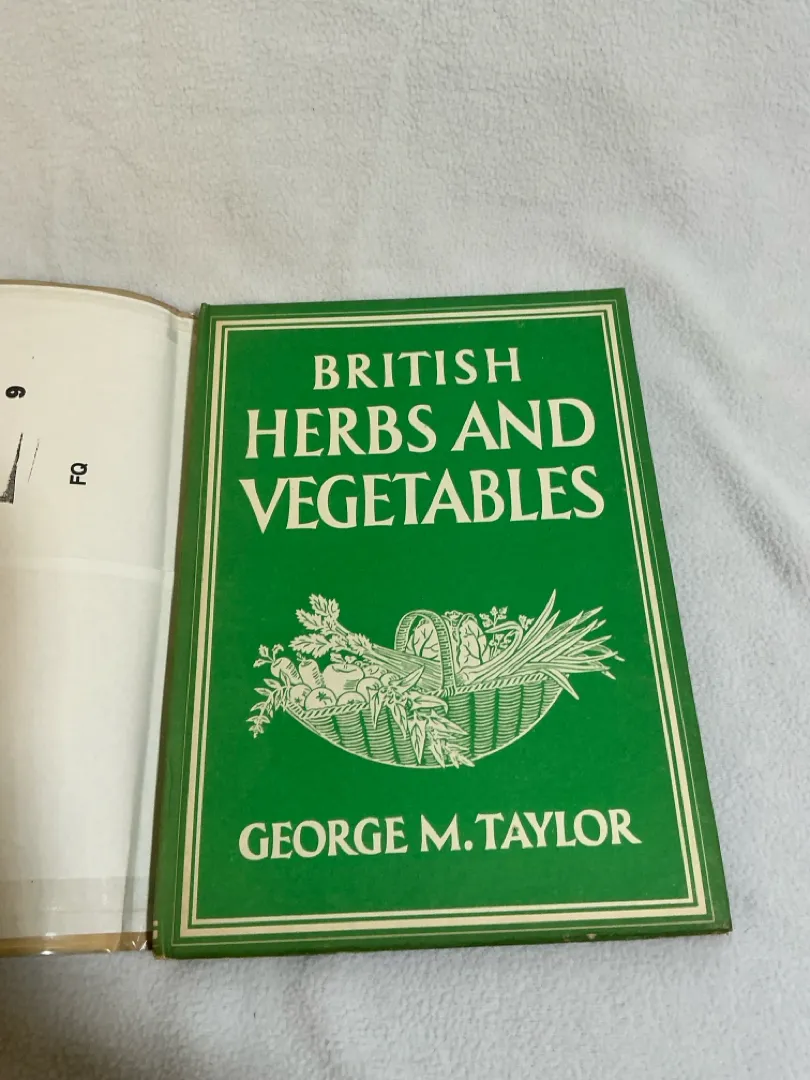 9
FQ
BRITISH
HERBS AND
VEGETABLES
GEORGE M. TAYLOR